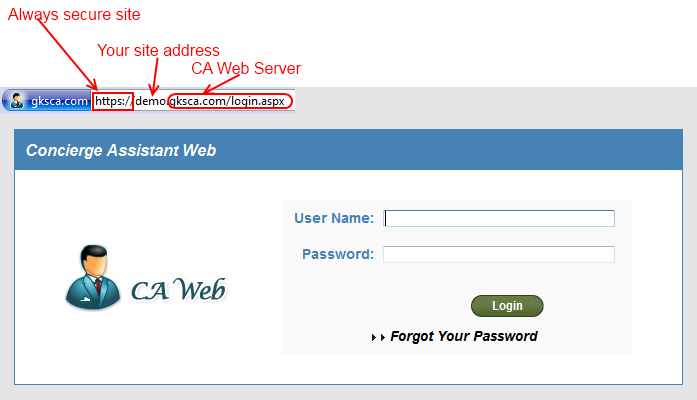 Always secure site
Your site address
CA Web Server
gksca.com https://demo.gksca.com/login.aspx
Concierge Assistant Web
User Name:
Password:
CA Web
Login
Forgot Your Password